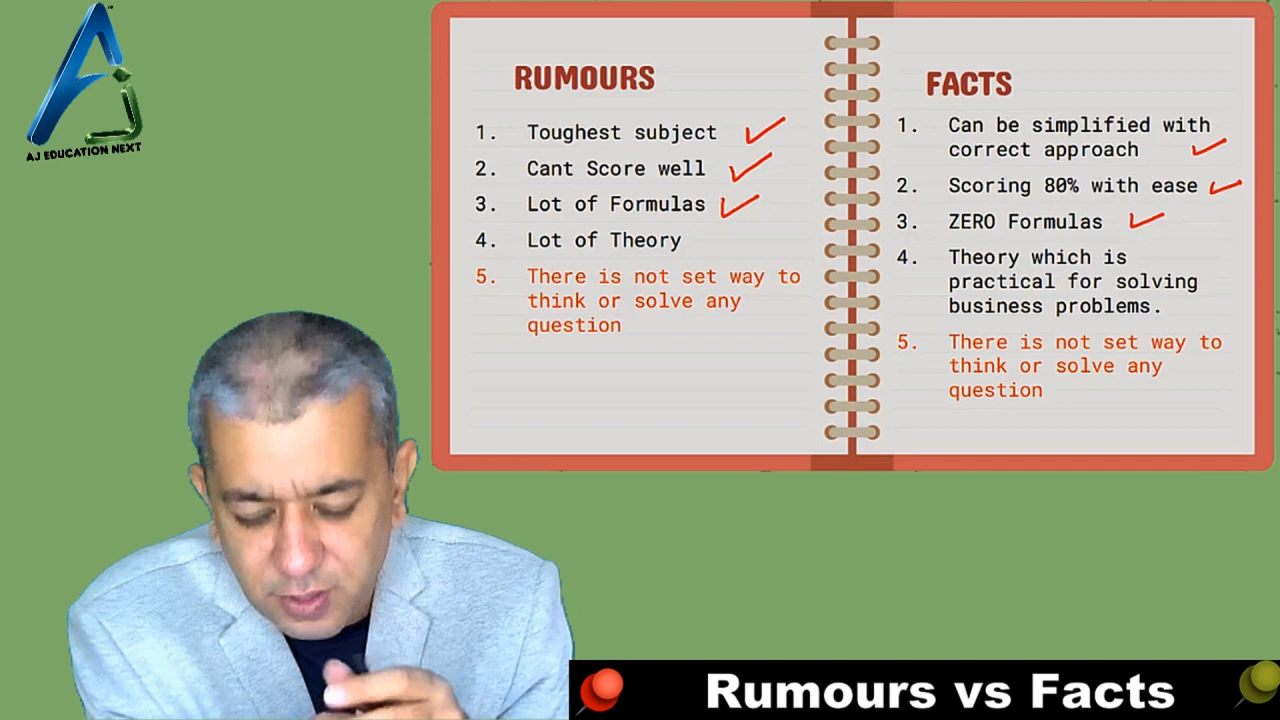 AJ EDUCATION NEXT
RUMOURS
1. Toughest subject
2. Cant Score well
3. Lot of Formulas
4. Lot of Theory
5. There is not set way to
think or solve any
question
FACTS
1. Can be simplified with
correct approach
2. Scoring 80% with ease
3. ZERO Formulas
4. Theory which is
practical for solving
business problems.
5. There is not set way to
think or solve any
question
Rumours vs Facts